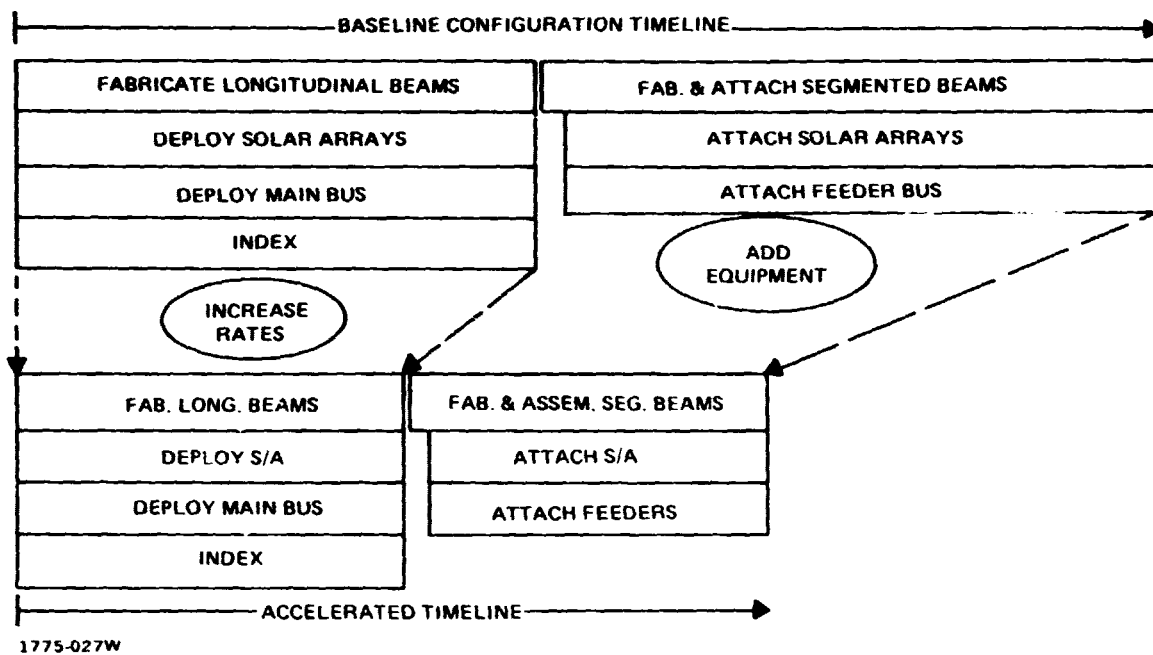 BASELINE CONFIGURATION TIMELINE
FABRICATE LONGITUDINAL BEAMS
DEPLOY SOLAR ARRAYS
DEPLOY MAIN BUS
INDEX
FAB. & ATTACH SEGMENTED BEAMS
ATTACH SOLAR ARRAYS
ATTACH FEEDER BUS
INCREASE
RATES
ADD
EQUIPMENT
FAB. LONG. BEAMS
DEPLOY S/A
DEPLOY MAIN BUS
INDEX
FAB. & ASSEM. SEG. BEAMS
ATTACH S/A
ATTACH FEEDERS
ACCELERATED TIMELINE
1775-027W